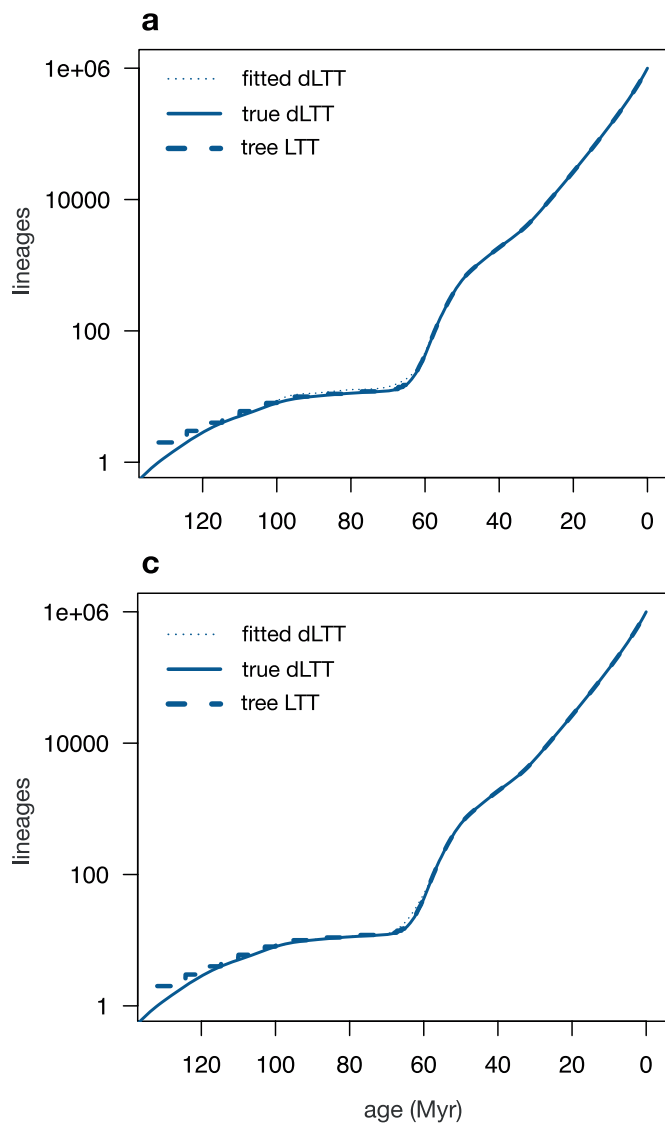 a
1e+06
10000
100
1
lineages
fitted dLTT
true dLTT
tree LTT
120 100 80 60 40 20 0
c
1e+06
10000
100
1
lineages
fitted dLTT
true dLTT
tree LTT
120 100 80 60 40 20 0
age (Myr)